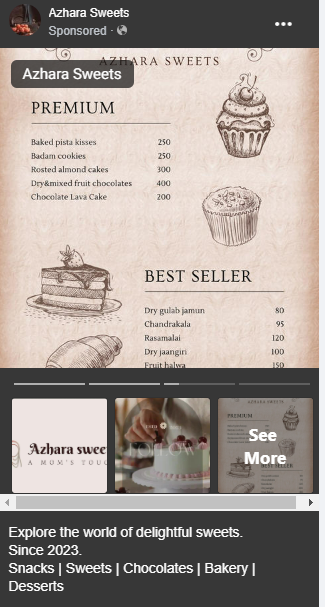 Azhara Sweets
Sponsored ·
AZHARA SWEETS
Azhara Sweets
PREMIUM
Baked pista kisses 250
Badam cookies 250
Rosted almond cakes 300
Dry&mixed fruit chocolates 400
Chocolate Lava Cake 200
BEST SELLER
Dry gulab jamun 80
Chandrakala 95
Rasamalai 120
Dry jaangiri 100
Fruit halwa 150
Azhara swee
A MOM'S TOUC
See
More
Explore the world of delightful sweets.
Since 2023.
Snacks | Sweets | Chocolates | Bakery |
Desserts